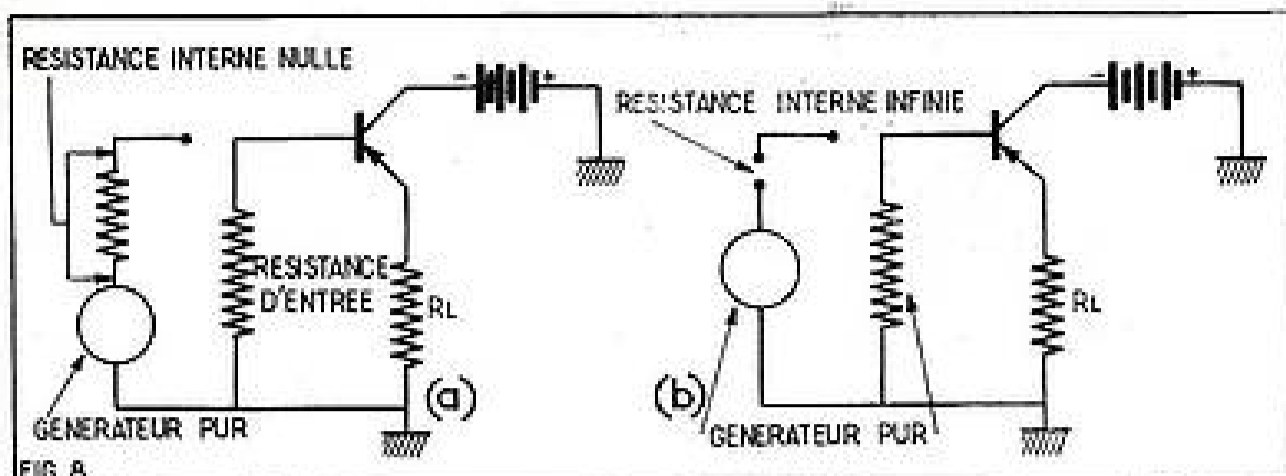 RESISTANCE INTERNE NULLE
- +
RESISTANCE
D'ENTREE
RL
(a)
GENERATEUR PUR
FIG A
RESISTANCE INTERNE INFINIE
- +
RL
(b)
GENERATEUR PUR